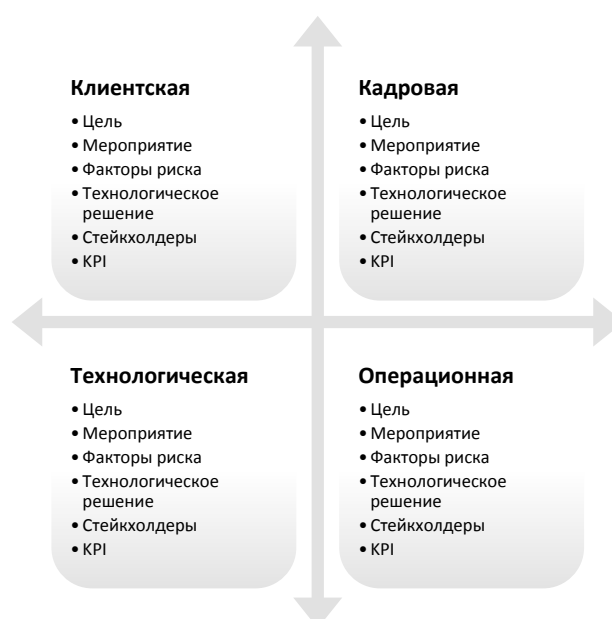 Клиентская
• Цель
• Мероприятие
• Факторы риска
• Технологическое
решение
• Стейкхолдеры
• KPI
Кадровая
• Цель
• Мероприятие
• Факторы риска
• Технологическое
решение
• Стейкхолдеры
• KPI
Технологическая
• Цель
• Мероприятие
• Факторы риска
• Технологическое
решение
• Стейкхолдеры
• KPI
Операционная
• Цель
• Мероприятие
• Факторы риска
• Технологическое
решение
• Стейкхолдеры
• KPI